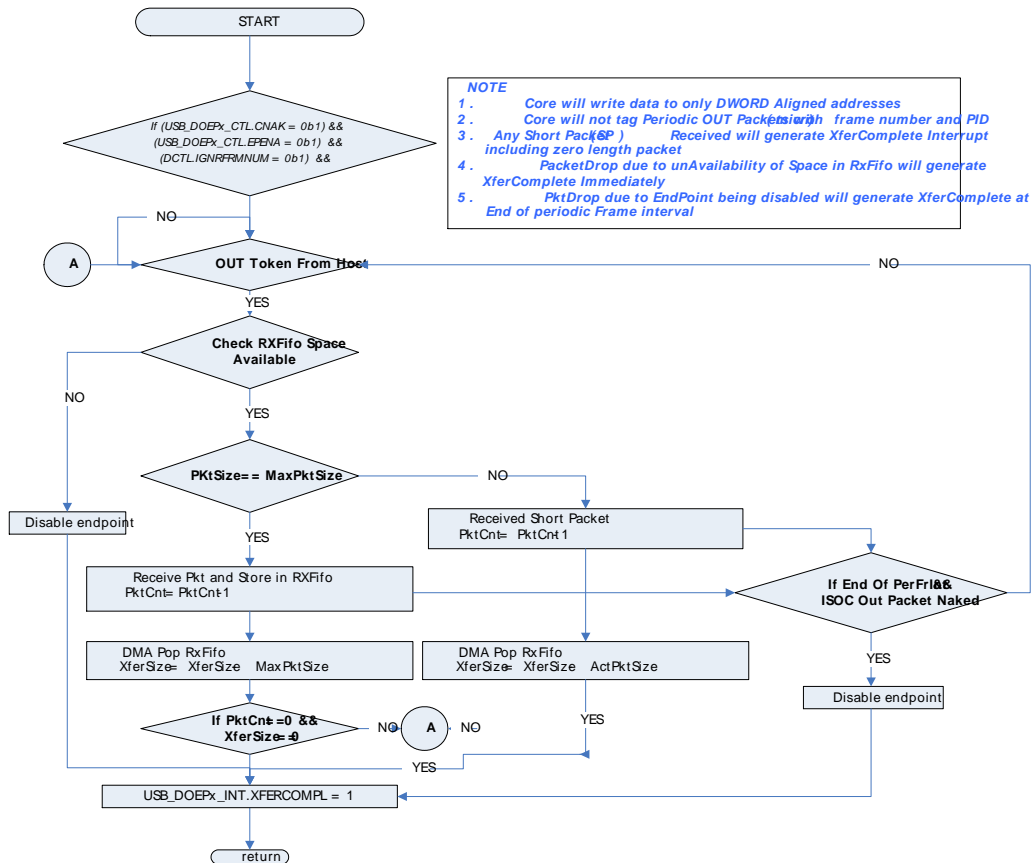 START
If (USB_DOEPx_CTL.CNAK = 0b1) &&
(USB_DOEPx_CTL.EPENA = 0b1) &&
(DCTL.IGNRFRMNUM = 0b1) &&
NOTE
1 . Core will write data to only DWORD Aligned addresses
2 . Core will not tag Periodic OUT Packets with frame number and PID
3 . Any Short Packet (SP) Received will generate XferComplete Interrupt
including zero length packet
4 . PacketDrop due to unAvailability of Space in RxFifo will generate
XferComplete Immediately
5 . PktDrop due to EndPoint being disabled will generate XferComplete at
End of periodic Frame interval
NO
A
OUT Token From Host
NO
YES
Check RXFifo Space
Available
NO
YES
PKtSize== MaxPktSize
NO
Disable endpoint
YES
Received Short Packet
PktCnt= PktCnt-1
Receive Pkt and Store in RXFifo
PktCnt= PktCnt-1
If End Of PerFrI&&
ISOC Out Packet Naked
DMA Pop RxFifo
XferSize= XferSize MaxPktSize
DMA Pop RxFifo
XferSize= XferSize ActPktSize
YES
Disable endpoint
If PktCnt==0 &&
XferSize==0
NO
A
NO
YES
YES
USB_DOEPx_INT.XFERCOMPL = 1
return